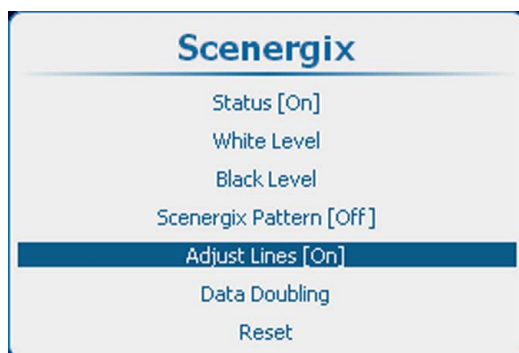 Scenergix
Status [On]
White Level
Black Level
Scenergix Pattern [Off]
Adjust Lines [On]
Data Doubling
Reset